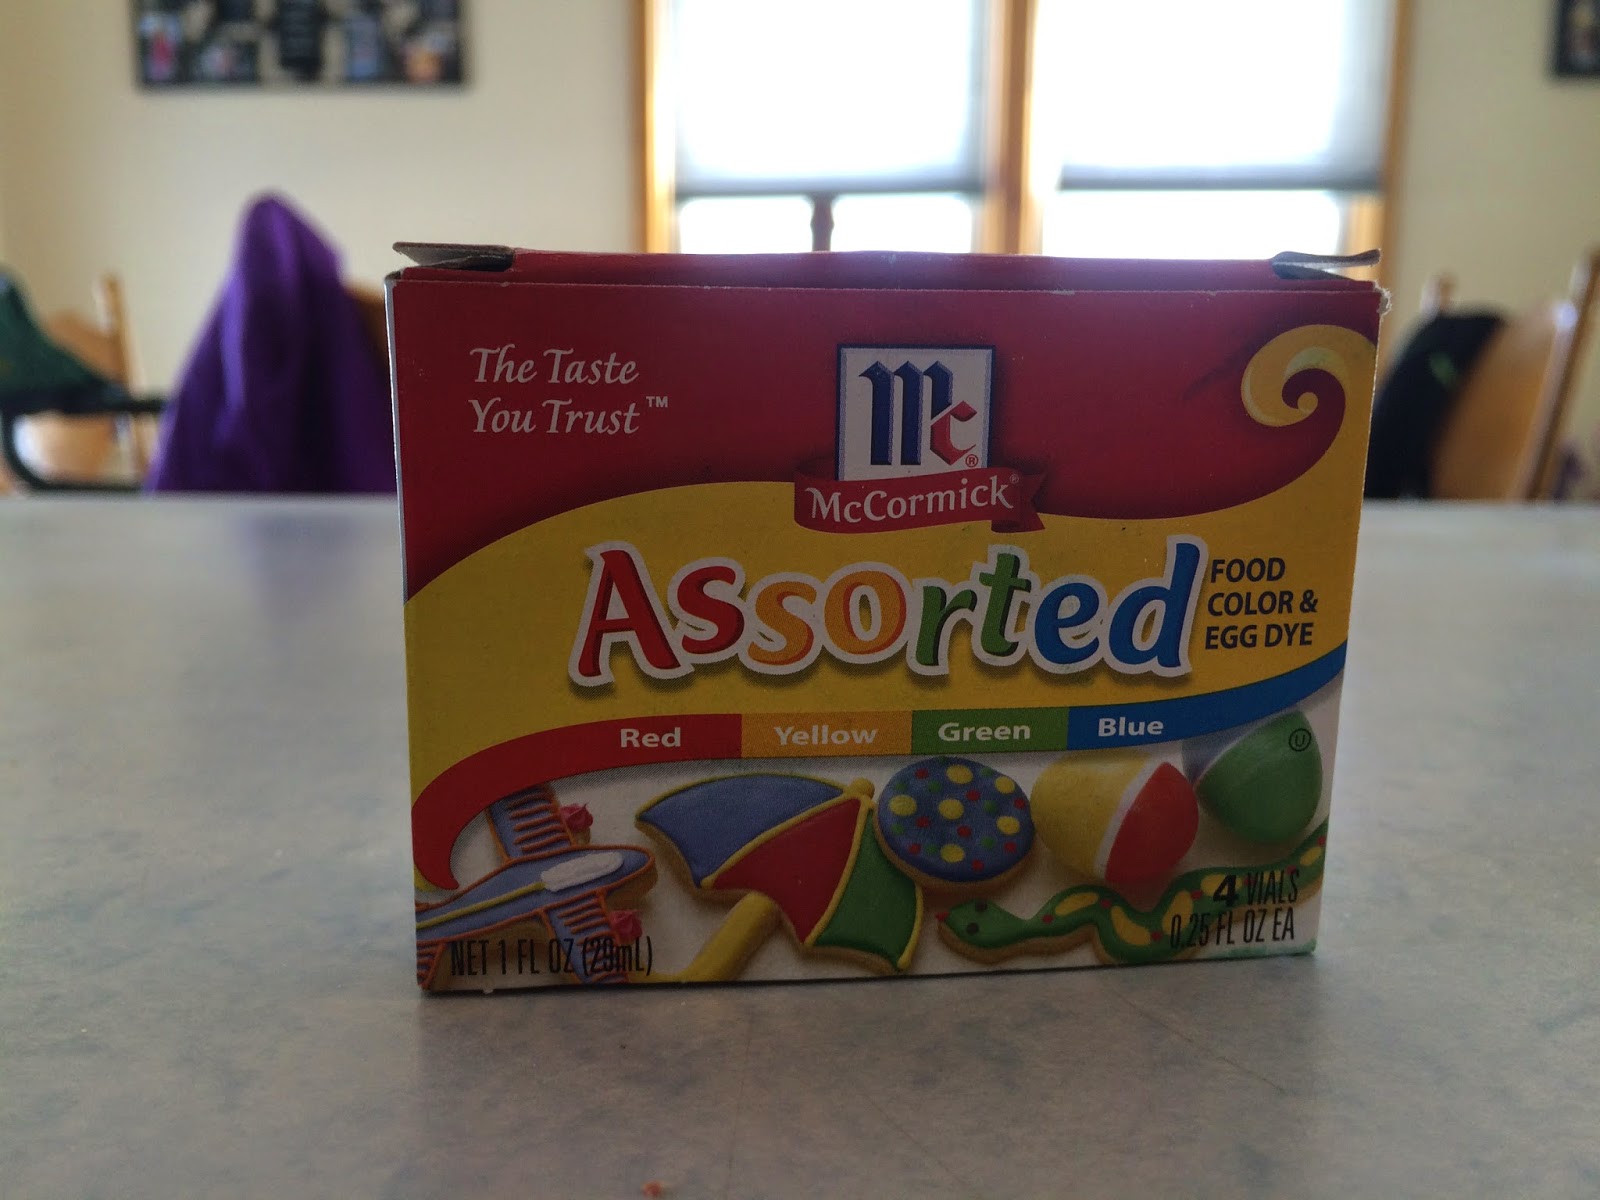 The Taste
You Trust™
Mc®
McCormick®
Assorted
FOOD
COLOR &
EGG DYE
Red Yellow Green Blue
U
4 VIALS
0.25 FL OZ EA
NET 1 FL OZ (29mL)